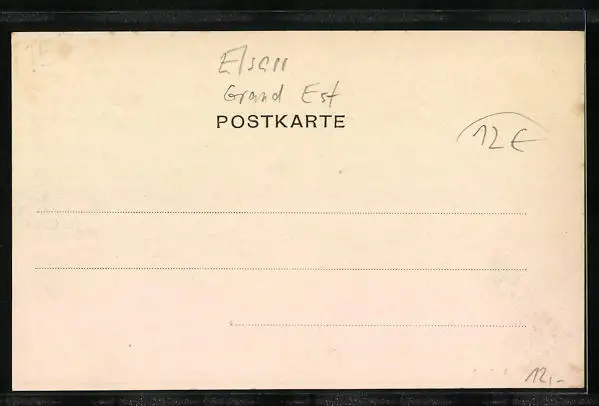 Elsass
Grand Est
POSTKARTE
12 €
12,-